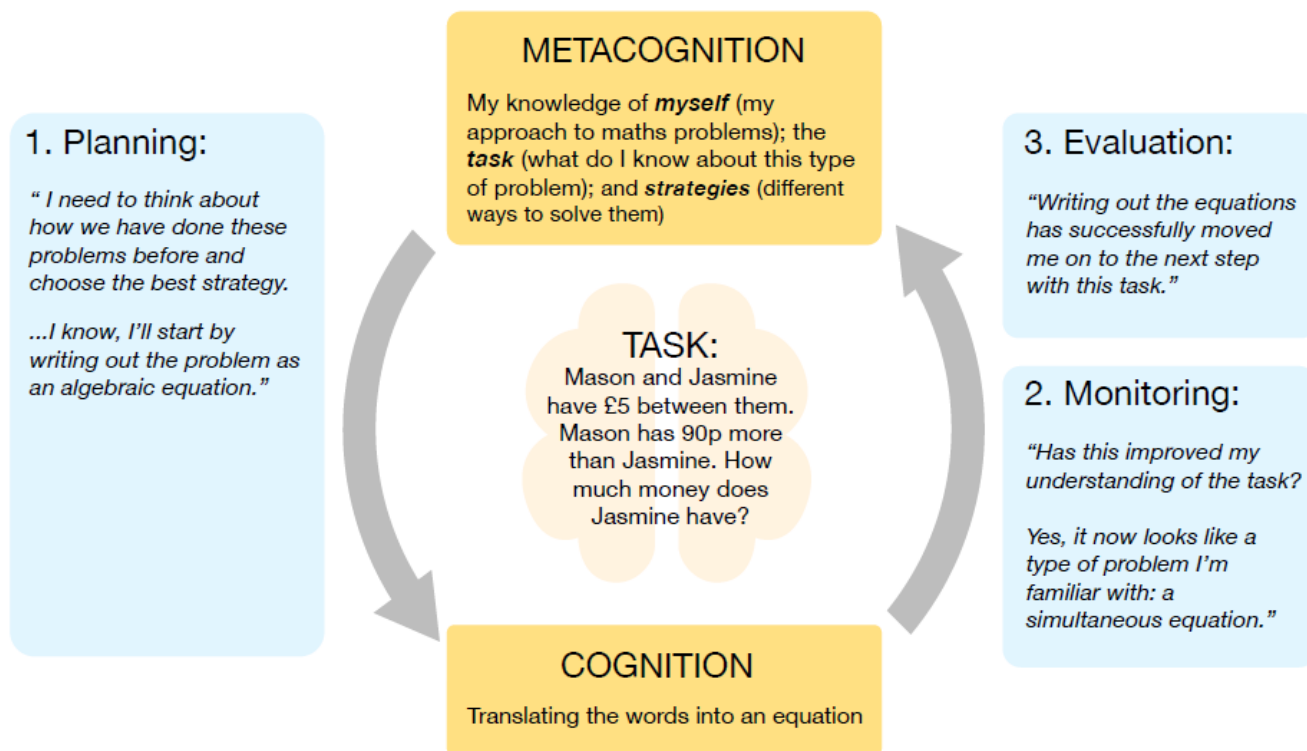 METACOGNITION
My knowledge of myself (my
approach to maths problems); the
task (what do I know about this type
of problem); and strategies (different
ways to solve them)
1. Planning:
“ I need to think about
how we have done these
problems before and
choose the best strategy.
...I know, I’ll start by
writing out the problem as
an algebraic equation.”
TASK:
Mason and Jasmine
have £5 between them.
Mason has 90p more
than Jasmine. How
much money does
Jasmine have?
3. Evaluation:
“Writing out the equations
has successfully moved
me on to the next step
with this task.”
2. Monitoring:
“Has this improved my
understanding of the task?
Yes, it now looks like a
type of problem I’m
familiar with: a
simultaneous equation.”
COGNITION
Translating the words into an equation